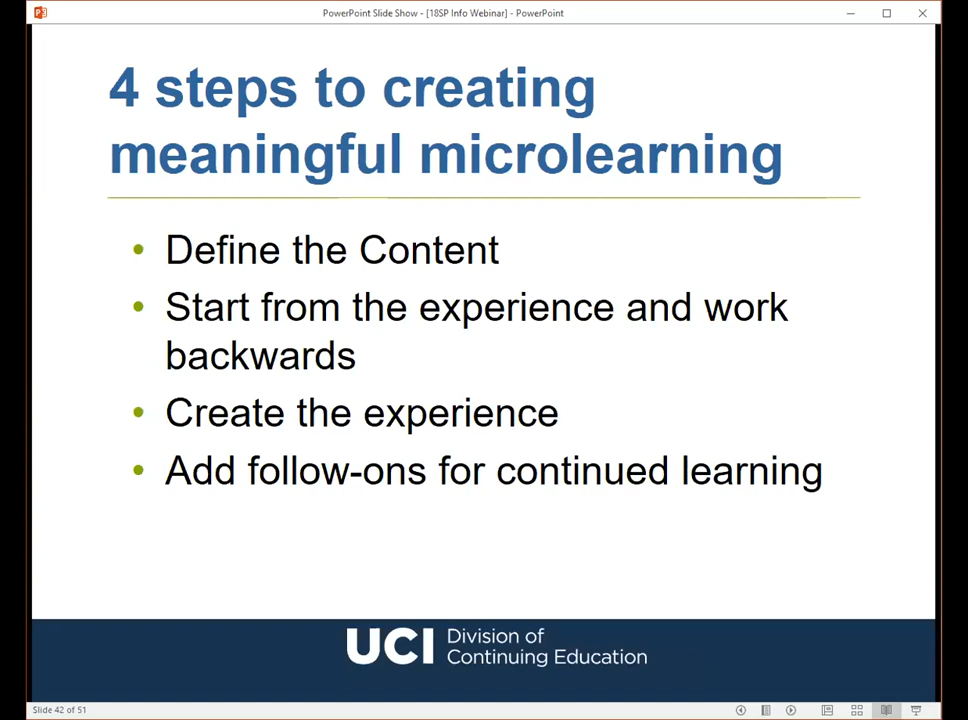 PowerPoint Slide Show - [18SP Info Webinar] - PowerPoint
4 steps to creating
meaningful microlearning
• Define the Content
• Start from the experience and work
backwards
• Create the experience
• Add follow-ons for continued learning
UCI
Division of
Continuing Education
Slide 42 of 51